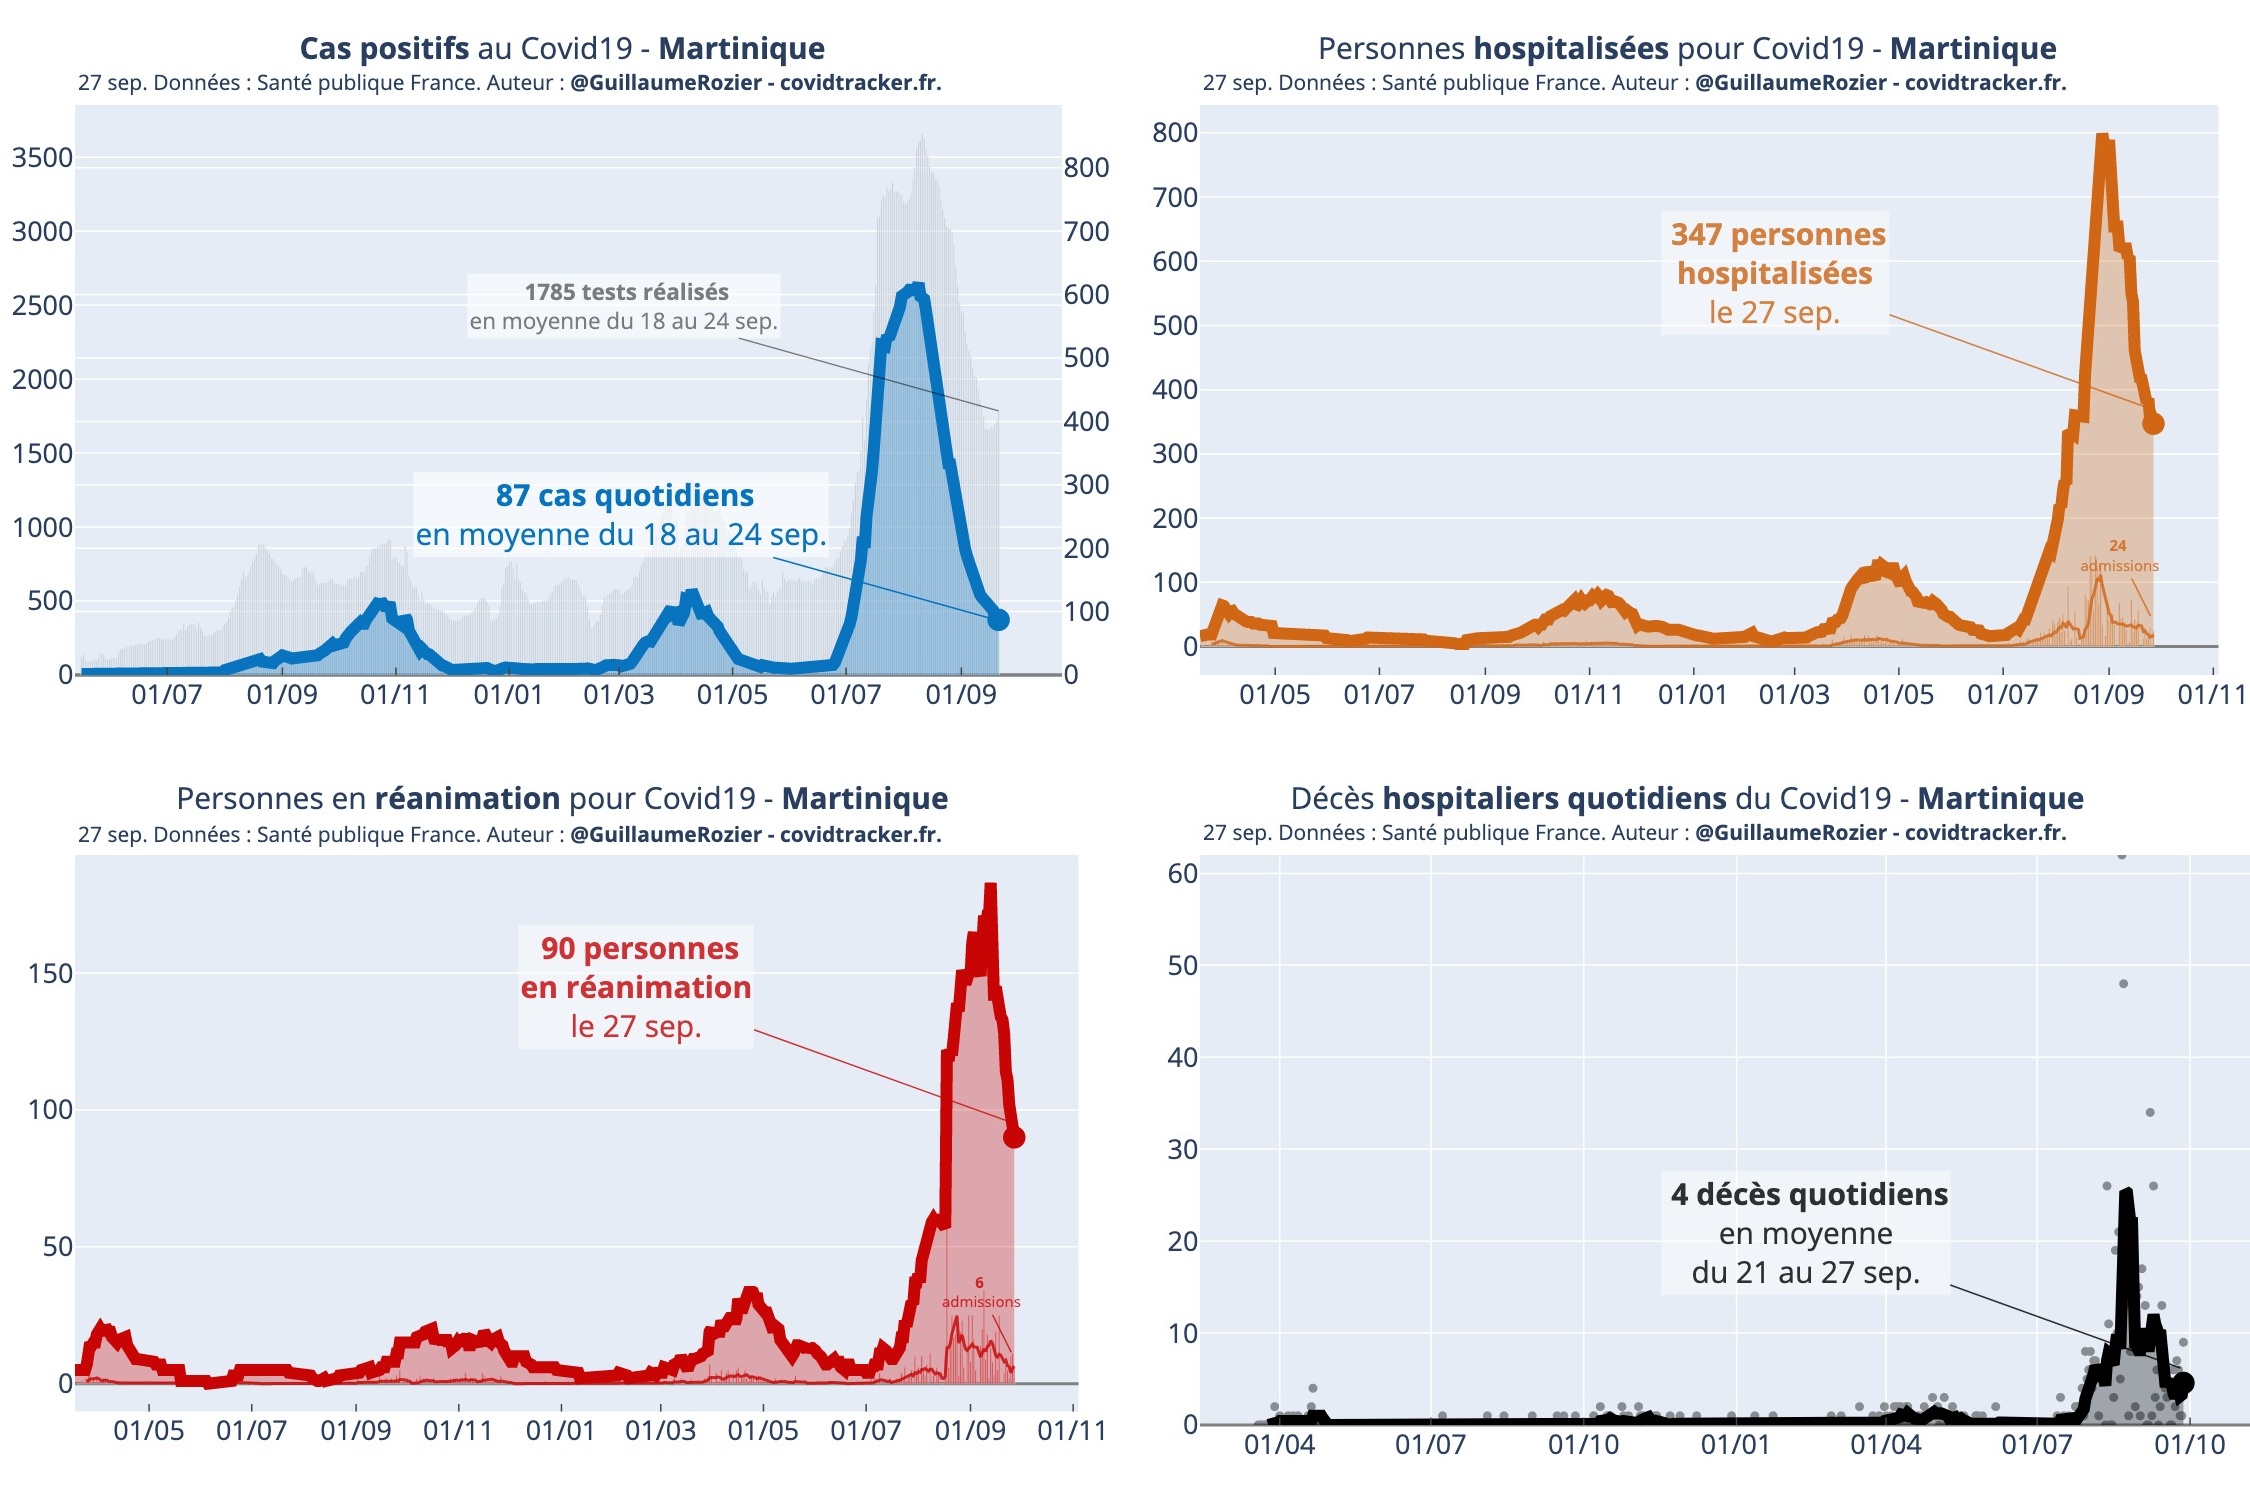 Cas positifs au Covid19 - Martinique
27 sep. Données : Santé publique France. Auteur : @GuillaumeRozier - covidtracker.fr.
3500
3000
2500
2000
1500
1000
500
0
800
700
600
500
400
300
200
100
0
1785 tests réalisés
en moyenne du 18 au 24 sep.
87 cas quotidiens
en moyenne du 18 au 24 sep.
01/07 01/09 01/11 01/01 01/03 01/05 01/07 01/09
Personnes hospitalisées pour Covid19 - Martinique
27 sep. Données : Santé publique France. Auteur : @GuillaumeRozier - covidtracker.fr.
800
700
600
500
400
300
200
100
0
347 personnes
hospitalisées
le 27 sep.
24
admissions
01/05 01/07 01/09 01/11 01/01 01/03 01/05 01/07 01/09 01/11
Personnes en réanimation pour Covid19 - Martinique
27 sep. Données : Santé publique France. Auteur : @GuillaumeRozier - covidtracker.fr.
150
100
50
0
90 personnes
en réanimation
le 27 sep.
6
admissions
01/05 01/07 01/09 01/11 01/01 01/03 01/05 01/07 01/09 01/11
Décès hospitaliers quotidiens du Covid19 - Martinique
27 sep. Données : Santé publique France. Auteur : @GuillaumeRozier - covidtracker.fr.
60
50
40
30
20
10
0
4 décès quotidiens
en moyenne
du 21 au 27 sep.
01/04 01/07 01/10 01/01 01/04 01/07 01/10